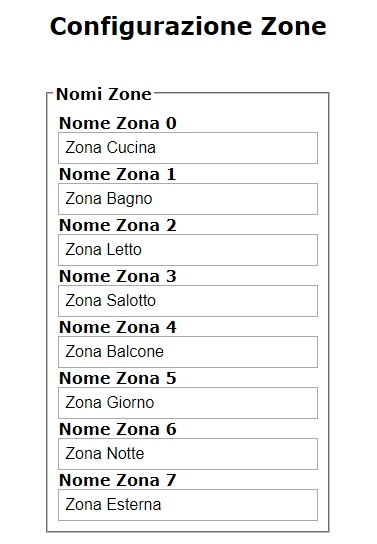 Configurazione Zone
Nomi Zone
Nome Zona 0
Zona Cucina
Nome Zona 1
Zona Bagno
Nome Zona 2
Zona Letto
Nome Zona 3
Zona Salotto
Nome Zona 4
Zona Balcone
Nome Zona 5
Zona Giorno
Nome Zona 6
Zona Notte
Nome Zona 7
Zona Esterna